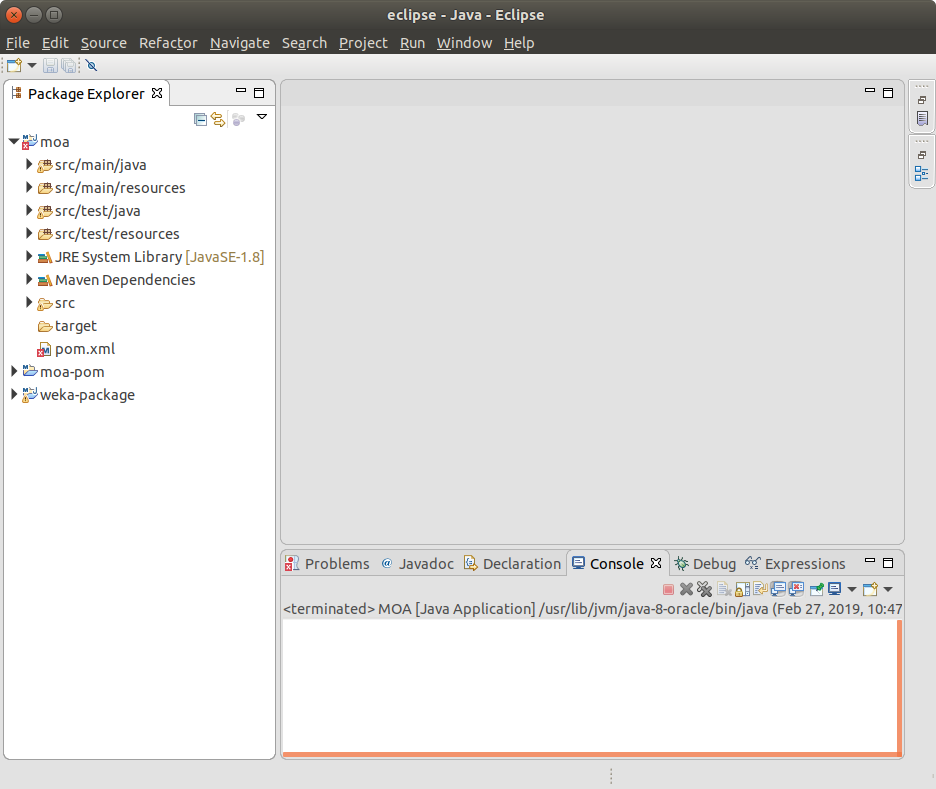 eclipse - Java - Eclipse
File Edit Source Refactor Navigate Search Project Run Window Help
Package Explorer
moa
src/main/java
src/main/resources
src/test/java
src/test/resources
JRE System Library [JavaSE-1.8]
Maven Dependencies
src
target
pom.xml
moa-pom
weka-package
Problems @ Javadoc Declaration Console Debug Expressions
<terminated> MOA [Java Application] /usr/lib/jvm/java-8-oracle/bin/java (Feb 27, 2019, 10:47